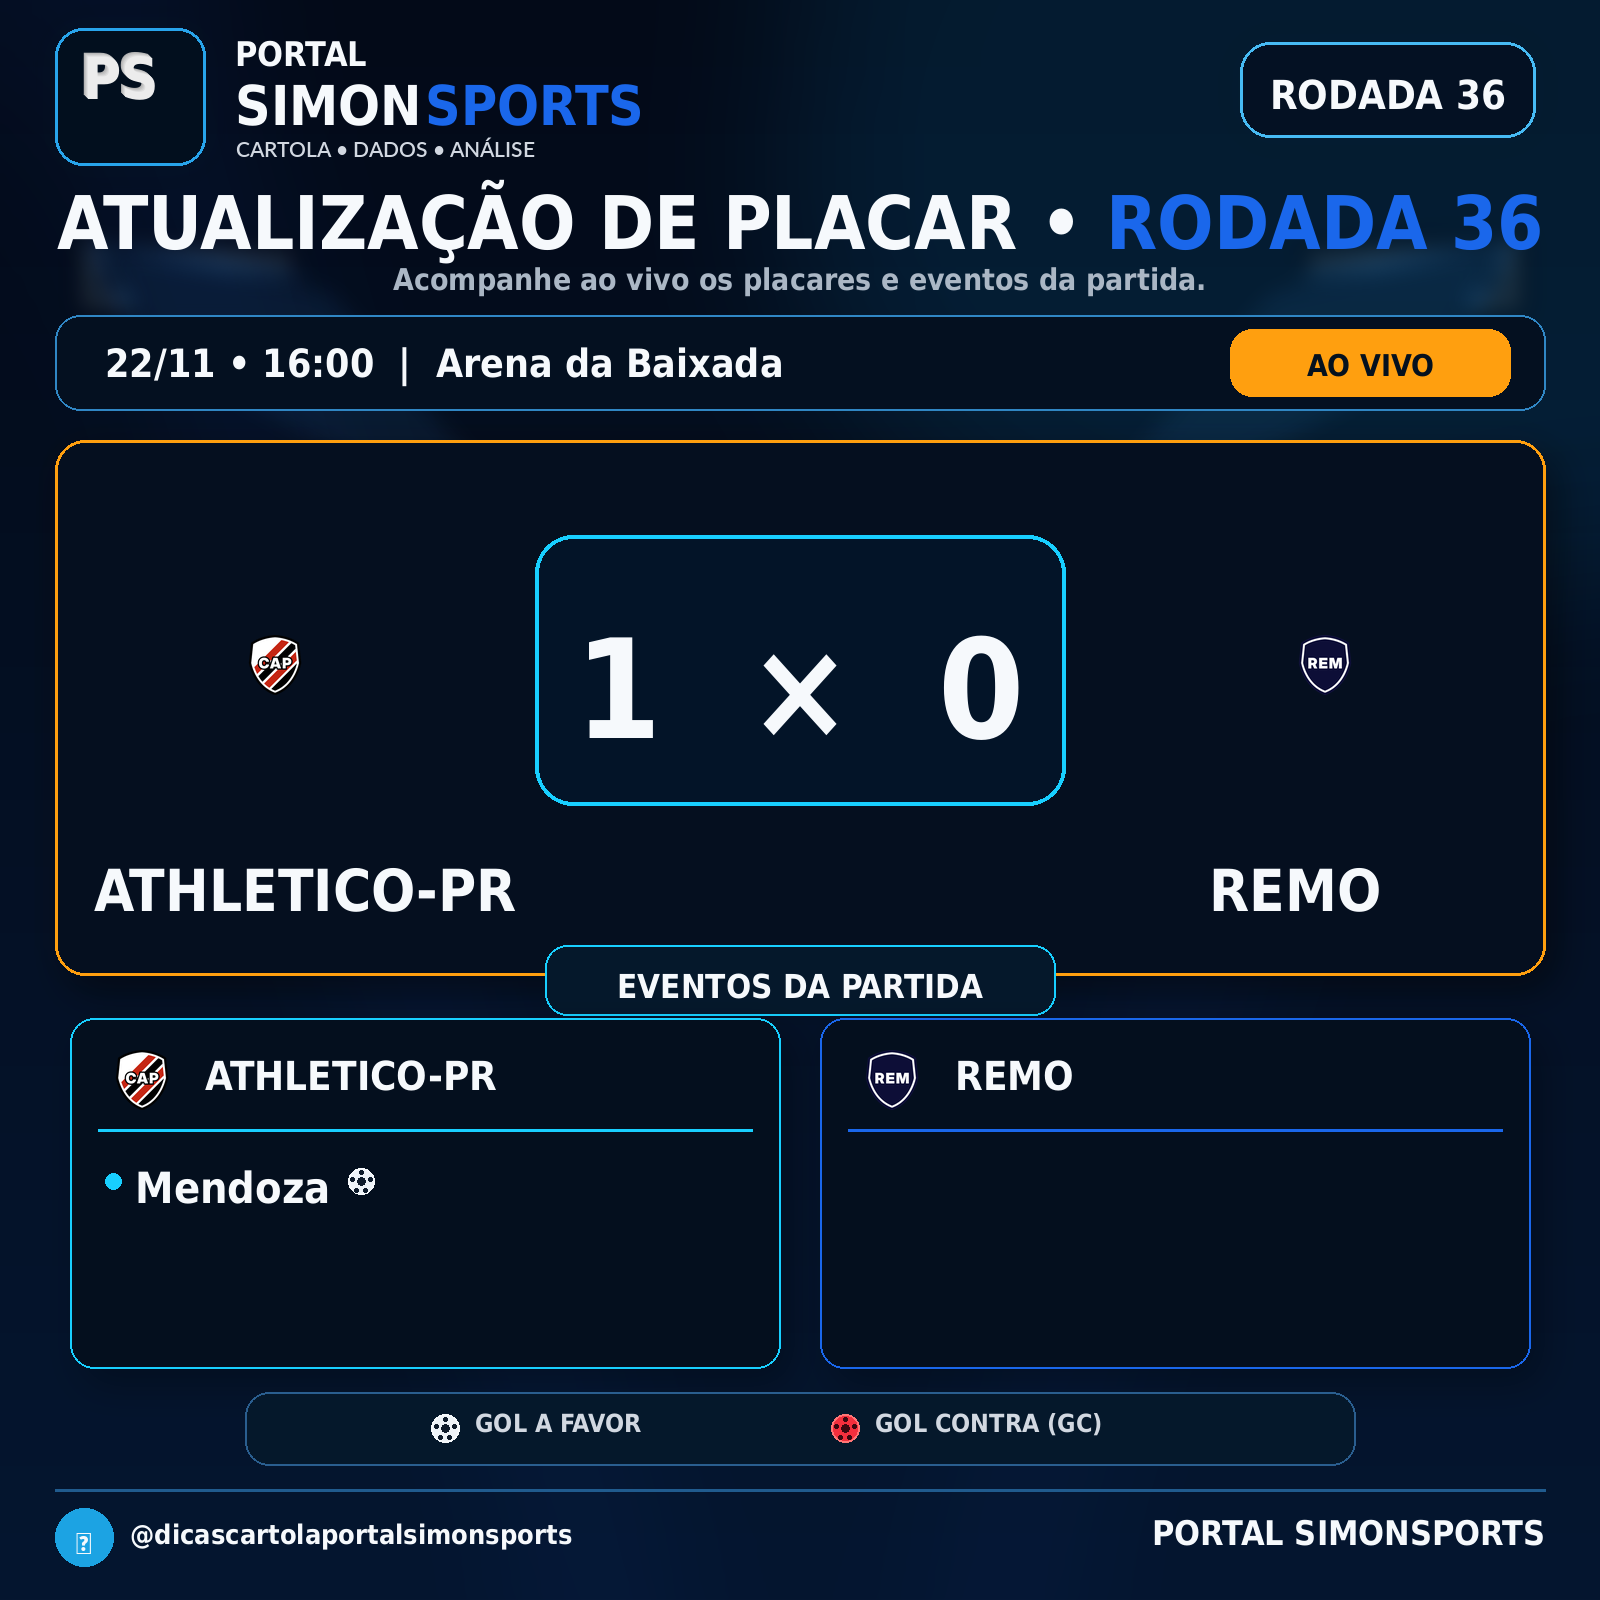 PS
PORTAL
SIMONSPORTS
CARTOLA • DADOS • ANÁLISE
RODADA 36
ATUALIZAÇÃO DE PLACAR • RODADA 36
Acompanhe ao vivo os placares e eventos da partida.
22/11 • 16:00 | Arena da Baixada
AO VIVO
CAP
1 × 0
REM
ATHLETICO-PR
REMO
EVENTOS DA PARTIDA
CAP
ATHLETICO-PR
Mendoza
REM
REMO
GOL A FAVOR
GOL CONTRA (GC)
@dicascartolaportalsimonsports
PORTAL SIMONSPORTS